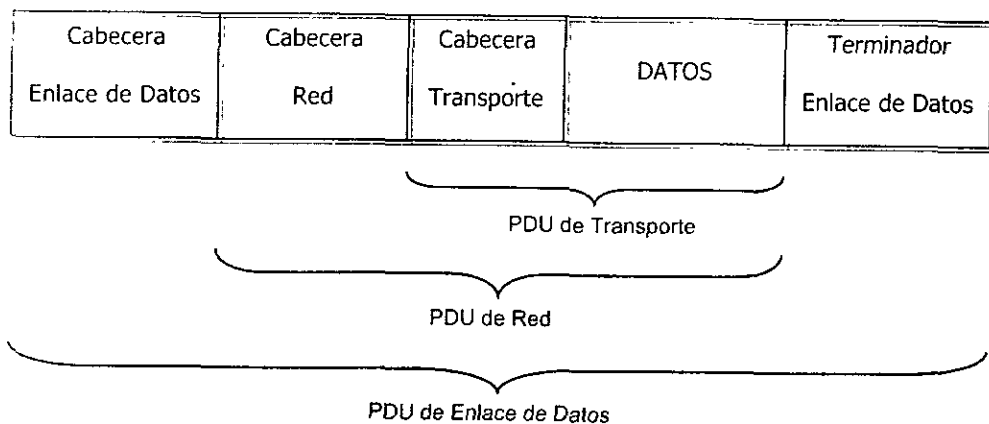 Cabecera
Enlace de Datos
Cabecera
Red
Cabecera
Transporte
DATOS
Terminador
Enlace de Datos
PDU de Transporte
PDU de Red
PDU de Enlace de Datos